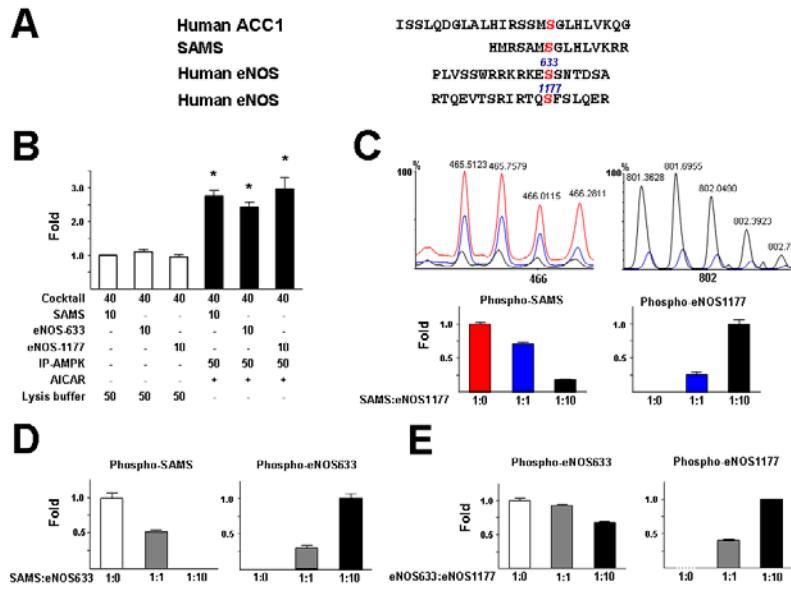 A
Human ACC1 ISSLQDGLALHIRSSMSGLHLVKQG
SAMS HMRSAMSGLHLVKRR
633
Human eNOS PLVSSWRRKRKESSNTDSA
1177
Human eNOS RTQEVTSRIRTQSFSLQER
B
Fold
3.0
2.0
1.0
* * *
Cocktail 40 40 40 40 40 40
SAMS 10 - - 10 - -
eNOS-633 - 10 - - 10 -
eNOS-1177 - - 10 - - 10
IP-AMPK - - - 50 50 50
AICAR - - - + + +
Lysis buffer 50 50 50 - - -
C
100 %
465.5123 465.7579 466.0115 466.2811
466
100 %
801.3628 801.6955 802.0490 802.3923 802.7
802
Phospho-SAMS
Fold
1.0
0.5
SAMS:eNOS1177 1:0 1:1 1:10
Phospho-eNOS1177
1.0
0.5
1:0 1:1 1:10
D
Phospho-SAMS
Fold
1.0
0.5
SAMS:eNOS633 1:0 1:1 1:10
Phospho-eNOS633
1.0
0.5
1:0 1:1 1:10
E
Phospho-eNOS633
Fold
1.0
0.5
eNOS633:eNOS1177 1:0 1:1 1:10
Phospho-eNOS1177
1.0
0.5
1:0 1:1 1:10